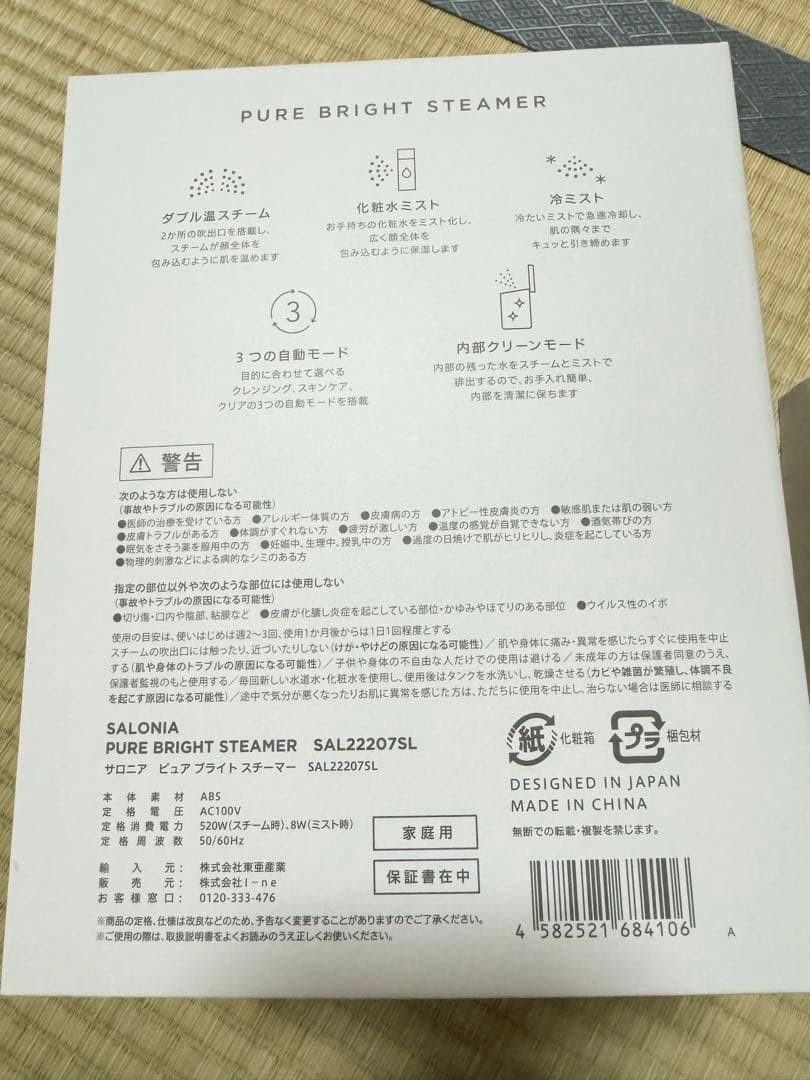 PURE BRIGHT STEAMER
ダブル温スチーム
2か所の吹出口を搭載し、
スチームが顔全体を
包み込むように肌を温めます
化粧水ミスト
お手持ちの化粧水をミスト化し、
広く顔全体を
包み込むように保湿します
冷ミスト
冷たいミストで急速冷却し、
肌の隅々まで
キュッと引き締めます
3
3つの自動モード
目的に合わせて選べる
クレンジング、スキンケア、
クリアの3つの自動モードを搭載
内部クリーンモード
内部の残った水をスチームとミストで
排出するので、お手入れ簡単、
内部を清潔に保ちます
警告
次のような方は使用しない
(事故やトラブルの原因になる可能性)
●医師の治療を受けている方 ●アレルギー体質の方 ●皮膚病の方 ●アトピー性皮膚炎の方 ●敏感肌または肌の弱い方
●皮膚トラブルがある方 ●体調がすぐれない方 ●疲労が激しい方 ●温度の感覚が自覚できない方 ●酒気帯びの方
●眠気をさそう薬を服用中の方 ●妊娠中、生理中、授乳中の方 ●過度の日焼けで肌がヒリヒリし、炎症を起こしている方
●物理的刺激などによる病的なシミのある方
指定の部位以外や次のような部位には使用しない
(事故やトラブルの原因になる可能性)
●切り傷・口内や陰部、粘膜など ●皮膚が化膿し炎症を起こしている部位・かゆみやほてりのある部位 ●ウイルス性のイボ
使用の目安は、使いはじめは週2〜3回、使用1か月後からは1日1回程度とする
スチームの吹出口には触ったり、近づいたりしない(けが・やけどの原因になる可能性)/肌や身体に痛み・異常を感じたらすぐに使用を中止
する(肌や身体のトラブルの原因になる可能性)/子供や身体の不自由な人だけでの使用は避ける/未成年の方は保護者同意のうえ、
保護者監視のもと使用する/毎回新しい水道水・化粧水を使用し、使用後はタンクを水洗いし、乾燥させる(カビや雑菌が繁殖し、体調不良
を起こす原因になる可能性)/途中で気分が悪くなったりお肌に異常を感じた方は、ただちに使用を中止し、治らない場合は医師に相談する
SALONIA
PURE BRIGHT STEAMER SAL22207SL
サロニア ピュア ブライト スチーマー SAL22207SL
本体素材 ABS
定格電圧 AC100V
定格消費電力 520W(スチーム時)、8W(ミスト時)
定格周波数 50/60Hz
輸入元: 株式会社東亜産業
販売元: 株式会社I-ne
お客様窓口: 0120-333-476
家庭用
保証書在中
紙 化粧箱
プラ 梱包材
DESIGNED IN JAPAN
MADE IN CHINA
無断での転載・複製を禁じます。
4 582521 684106
A
※商品の定格、仕様は改良などのため、予告なく変更することがありますのでご了承ください。
※ご使用の際は、取扱説明書をよくお読みのうえ正しくお使いください。